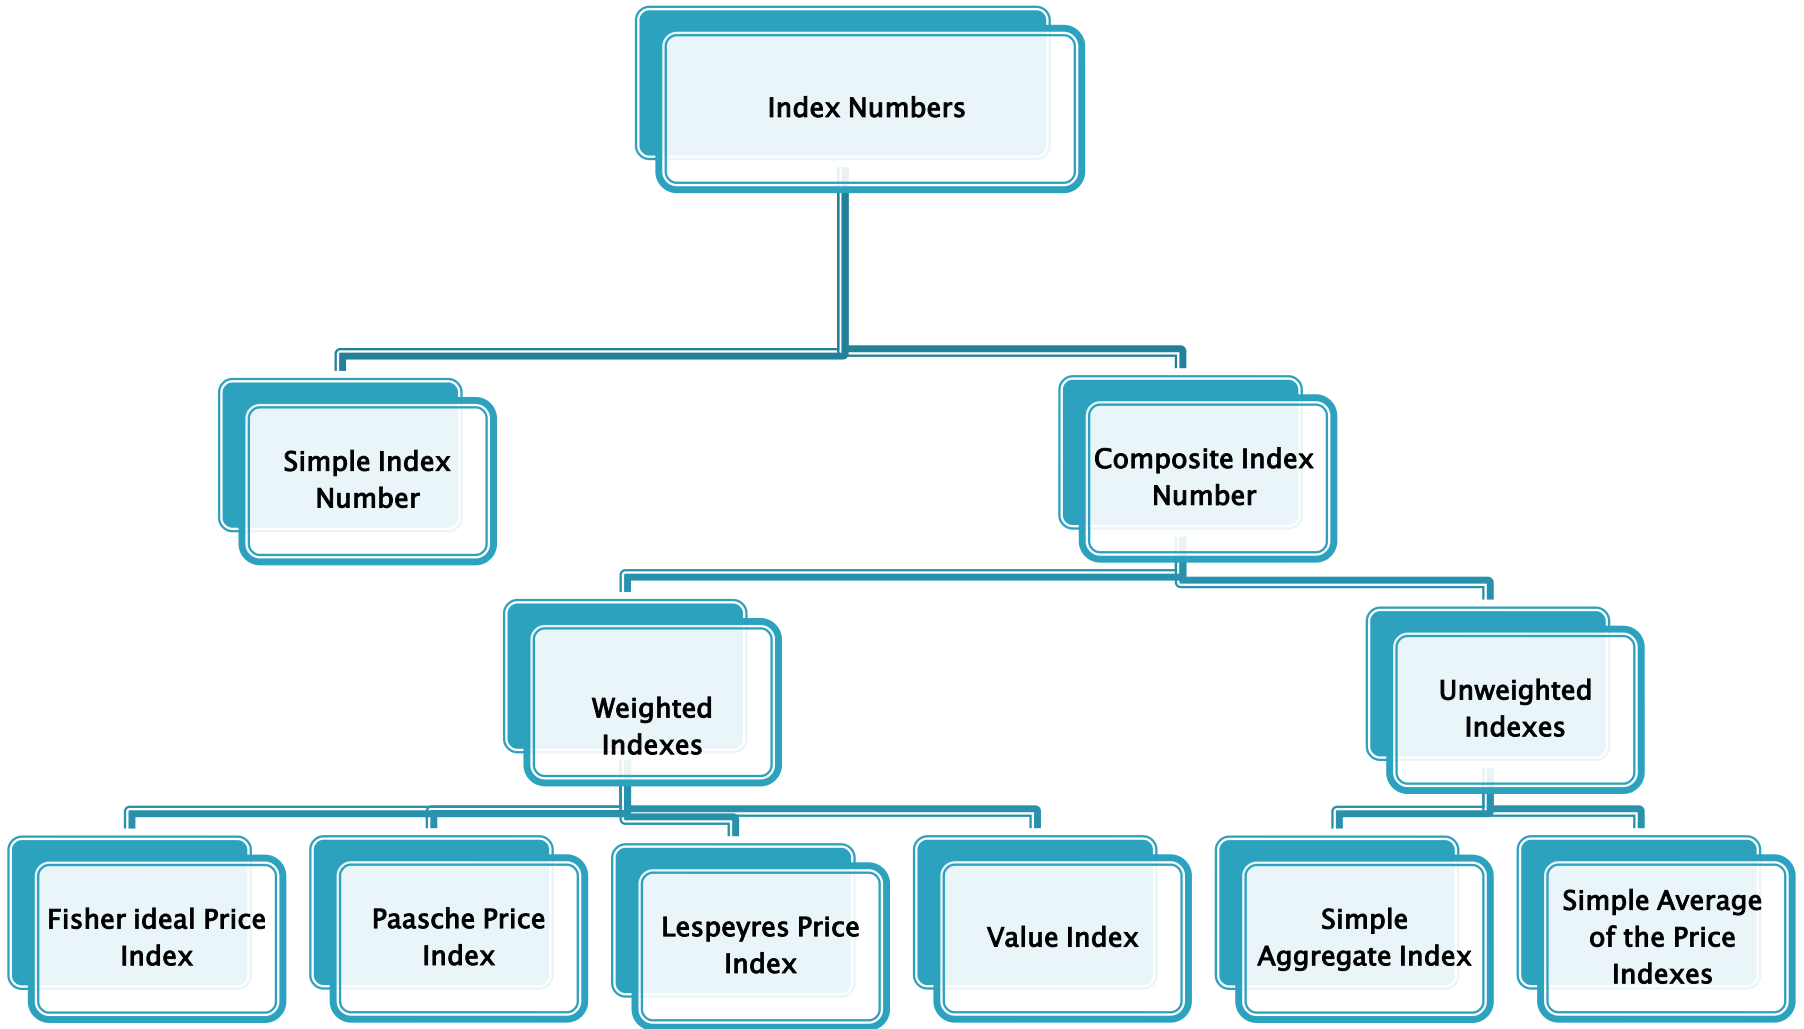 Index Numbers
Simple Index
Number
Composite Index
Number
Weighted
Indexes
Unweighted
Indexes
Fisher ideal Price
Index
Paasche Price
Index
Lespeyres Price
Index
Value Index
Simple
Aggregate Index
Simple Average
of the Price
Indexes